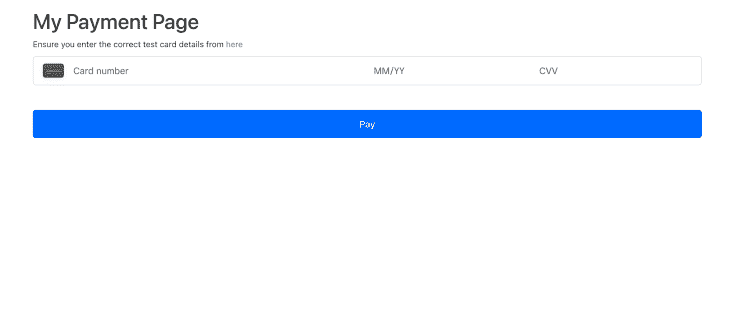 My Payment Page
Ensure you enter the correct test card details from here
Card number MM/YY CVV
Pay